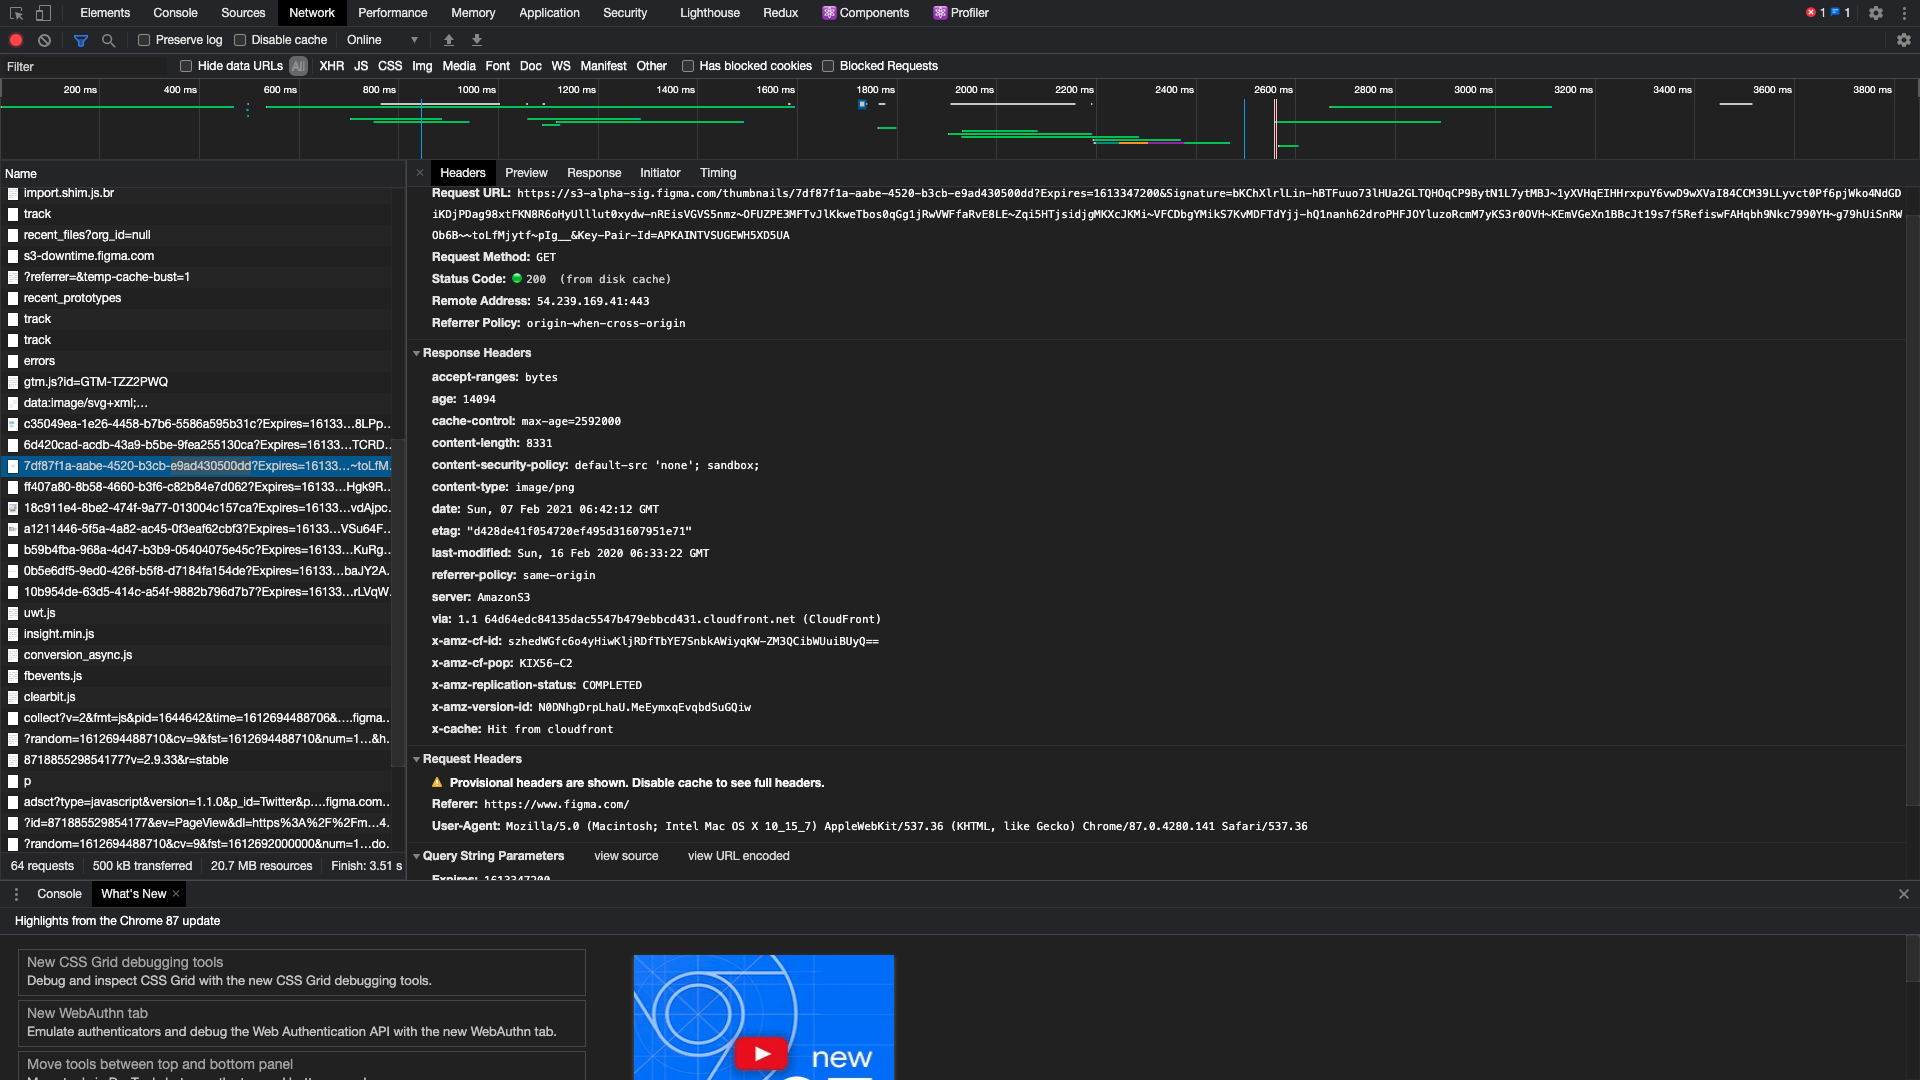 Elements Console Sources Network Performance Memory Application Security Lighthouse Redux Components Profiler 1 1
Preserve log Disable cache Online
Filter Hide data URLs All XHR JS CSS Img Media Font Doc WS Manifest Other Has blocked cookies Blocked Requests
200 ms 400 ms 600 ms 800 ms 1000 ms 1200 ms 1400 ms 1600 ms 1800 ms 2000 ms 2200 ms 2400 ms 2600 ms 2800 ms 3000 ms 3200 ms 3400 ms 3600 ms 3800 ms
Name
import.shim.js.br
track
recent_files?org_id=null
s3-downtime.figma.com
?referrer=&temp-cache-bust=1
recent_prototypes
track
track
errors
gtm.js?id=GTM-TZZ2PWQ
data:image/svg+xml;…
c35049ea-1e26-4458-b7b6-5586a595b31c?Expires=16133…8LPp..
6d420cad-acdb-43a9-b5be-9fea255130ca?Expires=16133…TCRD..
7df87f1a-aabe-4520-b3cb-e9ad430500dd?Expires=16133…~toLfM.
ff407a80-8b58-4660-b3f6-c82b84e7d062?Expires=16133…Hgk9R..
18c911e4-8be2-474f-9a77-013004c157ca?Expires=16133…vdAjpc.
a1211446-5f5a-4a82-ac45-0f3eaf62cbf3?Expires=16133…VSu64F..
b59b4fba-968a-4d47-b3b9-05404075e45c?Expires=16133…KuRg..
0b5e6df5-9ed0-426f-b5f8-d7184fa154de?Expires=16133…baJY2A.
10b954de-63d5-414c-a54f-9882b796d7b7?Expires=16133…rLVqW.
uwt.js
insight.min.js
conversion_async.js
fbevents.js
clearbit.js
collect?v=2&fmt=js&pid=1644642&time=1612694488706&….figma..
?random=1612694488710&cv=9&fst=1612694488710&num=1…&h.
871885529854177?v=2.9.33&r=stable
p
adsct?type=javascript&version=1.1.0&p_id=Twitter&p….figma.com..
?id=871885529854177&ev=PageView&dl=https%3A%2F%2Fm…4.
?random=1612694488710&cv=9&fst=1612692000000&num=1…do..
64 requests 500 kB transferred 20.7 MB resources Finish: 3.51 s
Headers Preview Response Initiator Timing
Request URL: https://s3-alpha-sig.figma.com/thumbnails/7df87f1a-aabe-4520-b3cb-e9ad430500dd?Expires=1613347200&Signature=bKChXlrlLin-hBTFuuo73lHUa2GLTQHOqCP9BytN1L7ytMBJ~1yXVHqEIHHrxpuY6vwD9wXVaI84CCM39LLyvct0Pf6pjWko4NdGD
iKDjPDag98xtFKN8R6oHyUlllut0xydw-nREisVGVS5nmz~OFUZPE3MFTvJlKkweTbos0qGg1jRwVWFfaRvE8LE~Zqi5HTjsidjgMKXcJKMi~VFCDbgYMikS7KvMDFTdYjj-hQ1nanh62droPHFJOYluzoRcmM7yKS3r0OVH~KEmVGeXn1BBcJt19s7f5RefiswFAHqbh9Nkc7990YH~g79hUiSnRW
Ob6B~~toLfMjytf~pIg__&Key-Pair-Id=APKAINTVSUGEWH5XD5UA
Request Method: GET
Status Code: 200 (from disk cache)
Remote Address: 54.239.169.41:443
Referrer Policy: origin-when-cross-origin
Response Headers
accept-ranges: bytes
age: 14094
cache-control: max-age=2592000
content-length: 8331
content-security-policy: default-src 'none'; sandbox;
content-type: image/png
date: Sun, 07 Feb 2021 06:42:12 GMT
etag: "d428de41f054720ef495d31607951e71"
last-modified: Sun, 16 Feb 2020 06:33:22 GMT
referrer-policy: same-origin
server: AmazonS3
via: 1.1 64d64edc84135dac5547b479ebbcd431.cloudfront.net (CloudFront)
x-amz-cf-id: szhedWGfc6o4yHiwKljRDfTbYE7SnbkAWiyqKW-ZM3QCibWUuiBUyQ==
x-amz-cf-pop: KIX56-C2
x-amz-replication-status: COMPLETED
x-amz-version-id: N0DNhgDrpLhaU.MeEymxqEvqbdSuGQiw
x-cache: Hit from cloudfront
Request Headers
Provisional headers are shown. Disable cache to see full headers.
Referer: https://www.figma.com/
User-Agent: Mozilla/5.0 (Macintosh; Intel Mac OS X 10_15_7) AppleWebKit/537.36 (KHTML, like Gecko) Chrome/87.0.4280.141 Safari/537.36
Query String Parameters view source view URL encoded
Expires: 1613347200
Console What's New
Highlights from the Chrome 87 update
New CSS Grid debugging tools
Debug and inspect CSS Grid with the new CSS Grid debugging tools.
New WebAuthn tab
Emulate authenticators and debug the Web Authentication API with the new WebAuthn tab.
Move tools between top and bottom panel
new